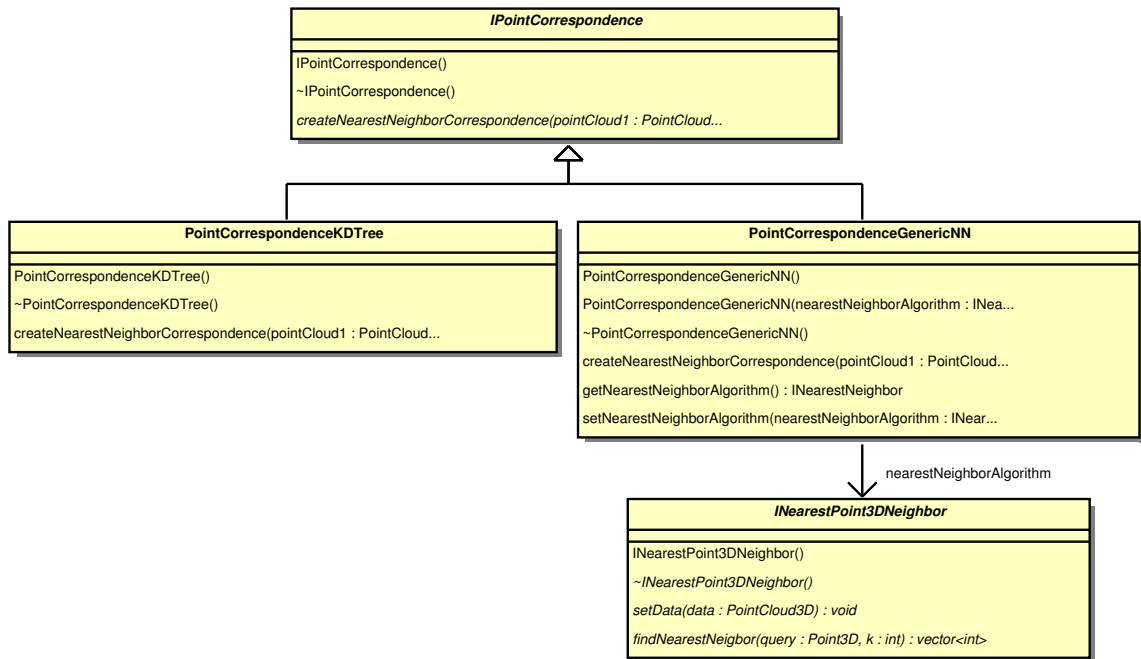 IPointCorrespondence
IPointCorrespondence()
~IPointCorrespondence()
createNearestNeighborCorrespondence(pointCloud1 : PointCloud...
PointCorrespondenceKDTree
PointCorrespondenceKDTree()
~PointCorrespondenceKDTree()
createNearestNeighborCorrespondence(pointCloud1 : PointCloud...
PointCorrespondenceGenericNN
PointCorrespondenceGenericNN()
PointCorrespondenceGenericNN(nearestNeighborAlgorithm : INea...
~PointCorrespondenceGenericNN()
createNearestNeighborCorrespondence(pointCloud1 : PointCloud...
getNearestNeighborAlgorithm() : INearestNeighbor
setNearestNeighborAlgorithm(nearestNeighborAlgorithm : INear...
nearestNeighborAlgorithm
INearestPoint3DNeighbor
INearestPoint3DNeighbor()
~INearestPoint3DNeighbor()
setData(data : PointCloud3D) : void
findNearestNeigbor(query : Point3D, k : int) : vector<int>